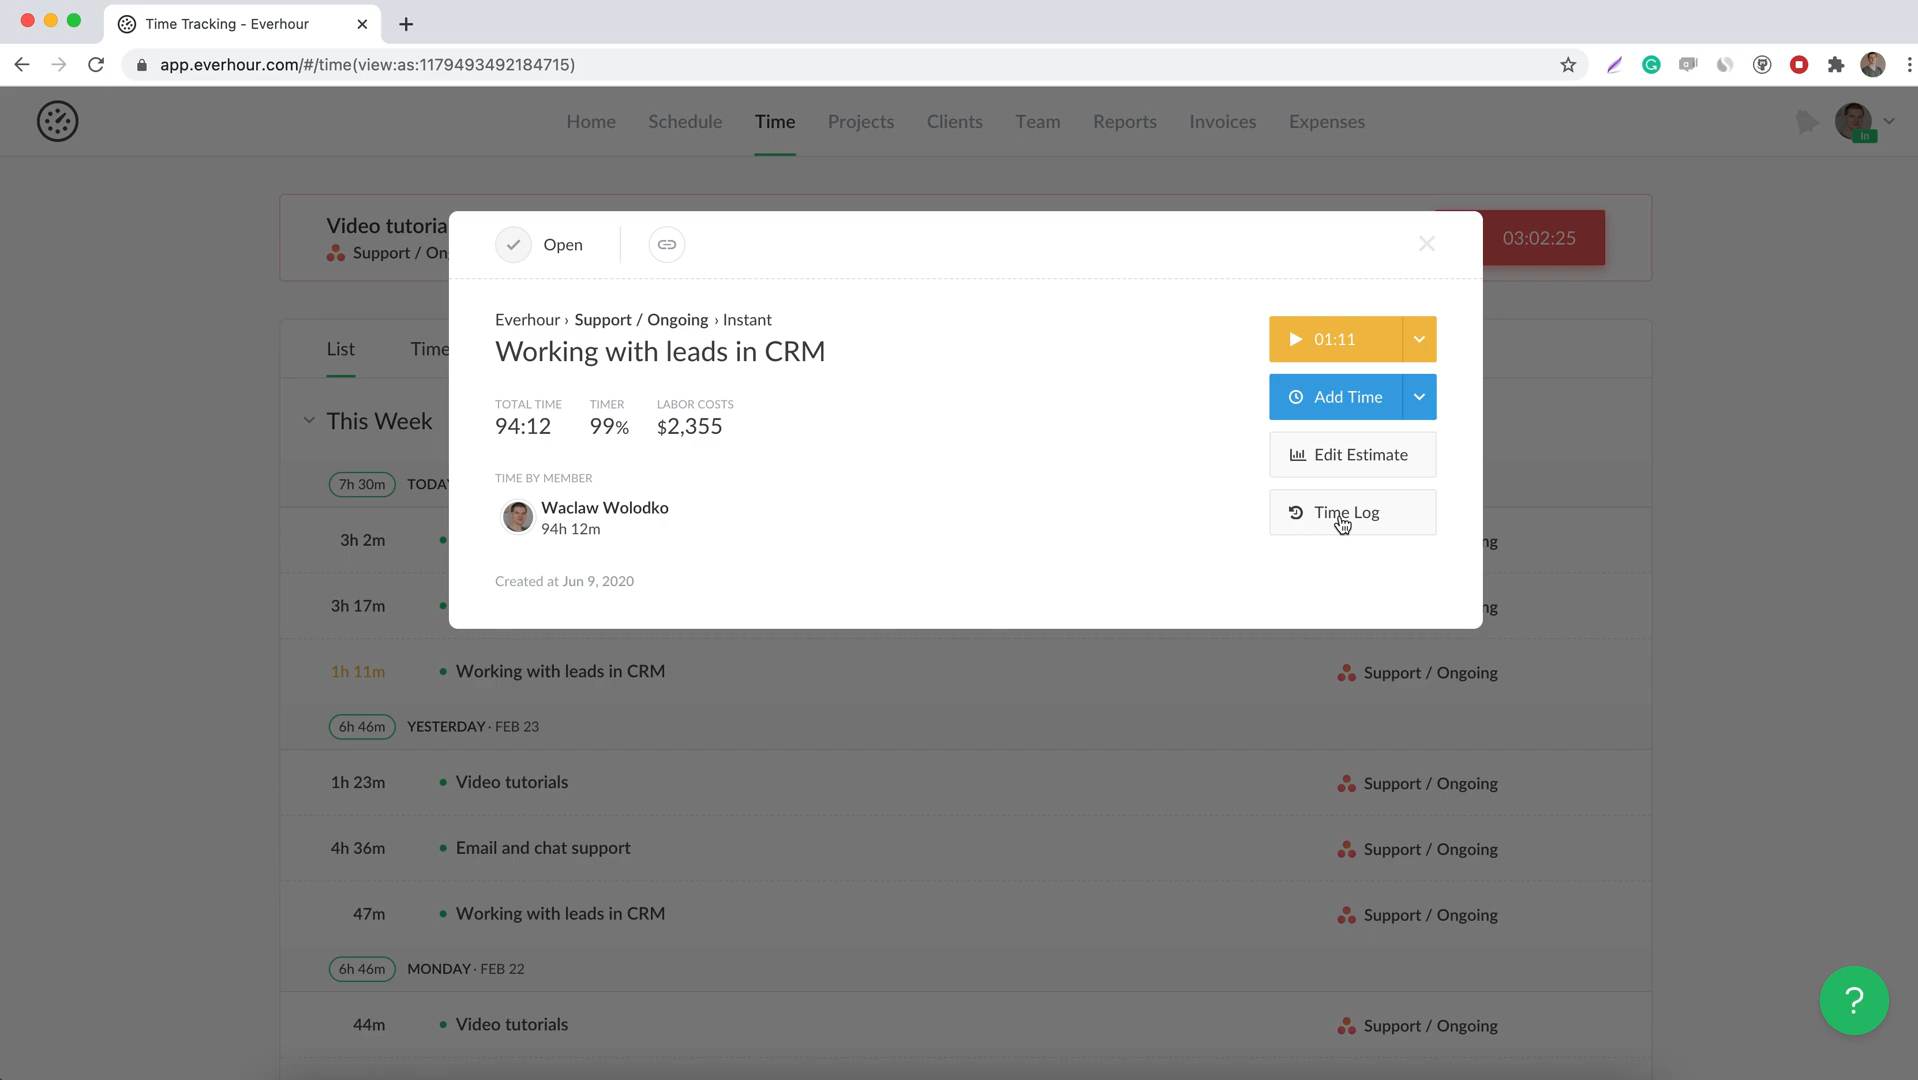 Time Tracking - Everhour
app.everhour.com/#/time(view:as:1179493492184715)
Home Schedule Time Projects Clients Team Reports Invoices Expenses
In
Video tutoria
Support / On
03:02:25
Open
Everhour › Support / Ongoing › Instant
Working with leads in CRM
01:11
TOTAL TIME TIMER LABOR COSTS
94:12 99% $2,355
Add Time
Edit Estimate
TIME BY MEMBER
Waclaw Wolodko
94h 12m
Time Log
Created at Jun 9, 2020
List Time
This Week
7h 30m TODA
3h 2m ng
3h 17m ng
1h 11m Working with leads in CRM Support / Ongoing
6h 46m YESTERDAY · FEB 23
1h 23m Video tutorials Support / Ongoing
4h 36m Email and chat support Support / Ongoing
47m Working with leads in CRM Support / Ongoing
6h 46m MONDAY · FEB 22
44m Video tutorials Support / Ongoing
?